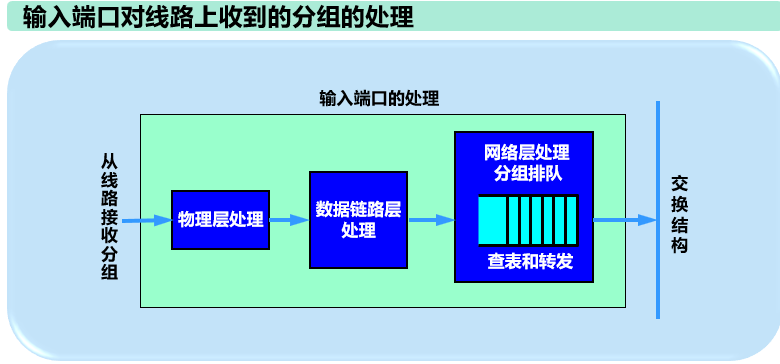 输入端口对线路上收到的分组的处理
输入端口的处理
从线路接收分组
物理层处理
数据链路层
处理
网络层处理
分组排队
查表和转发
交换结构